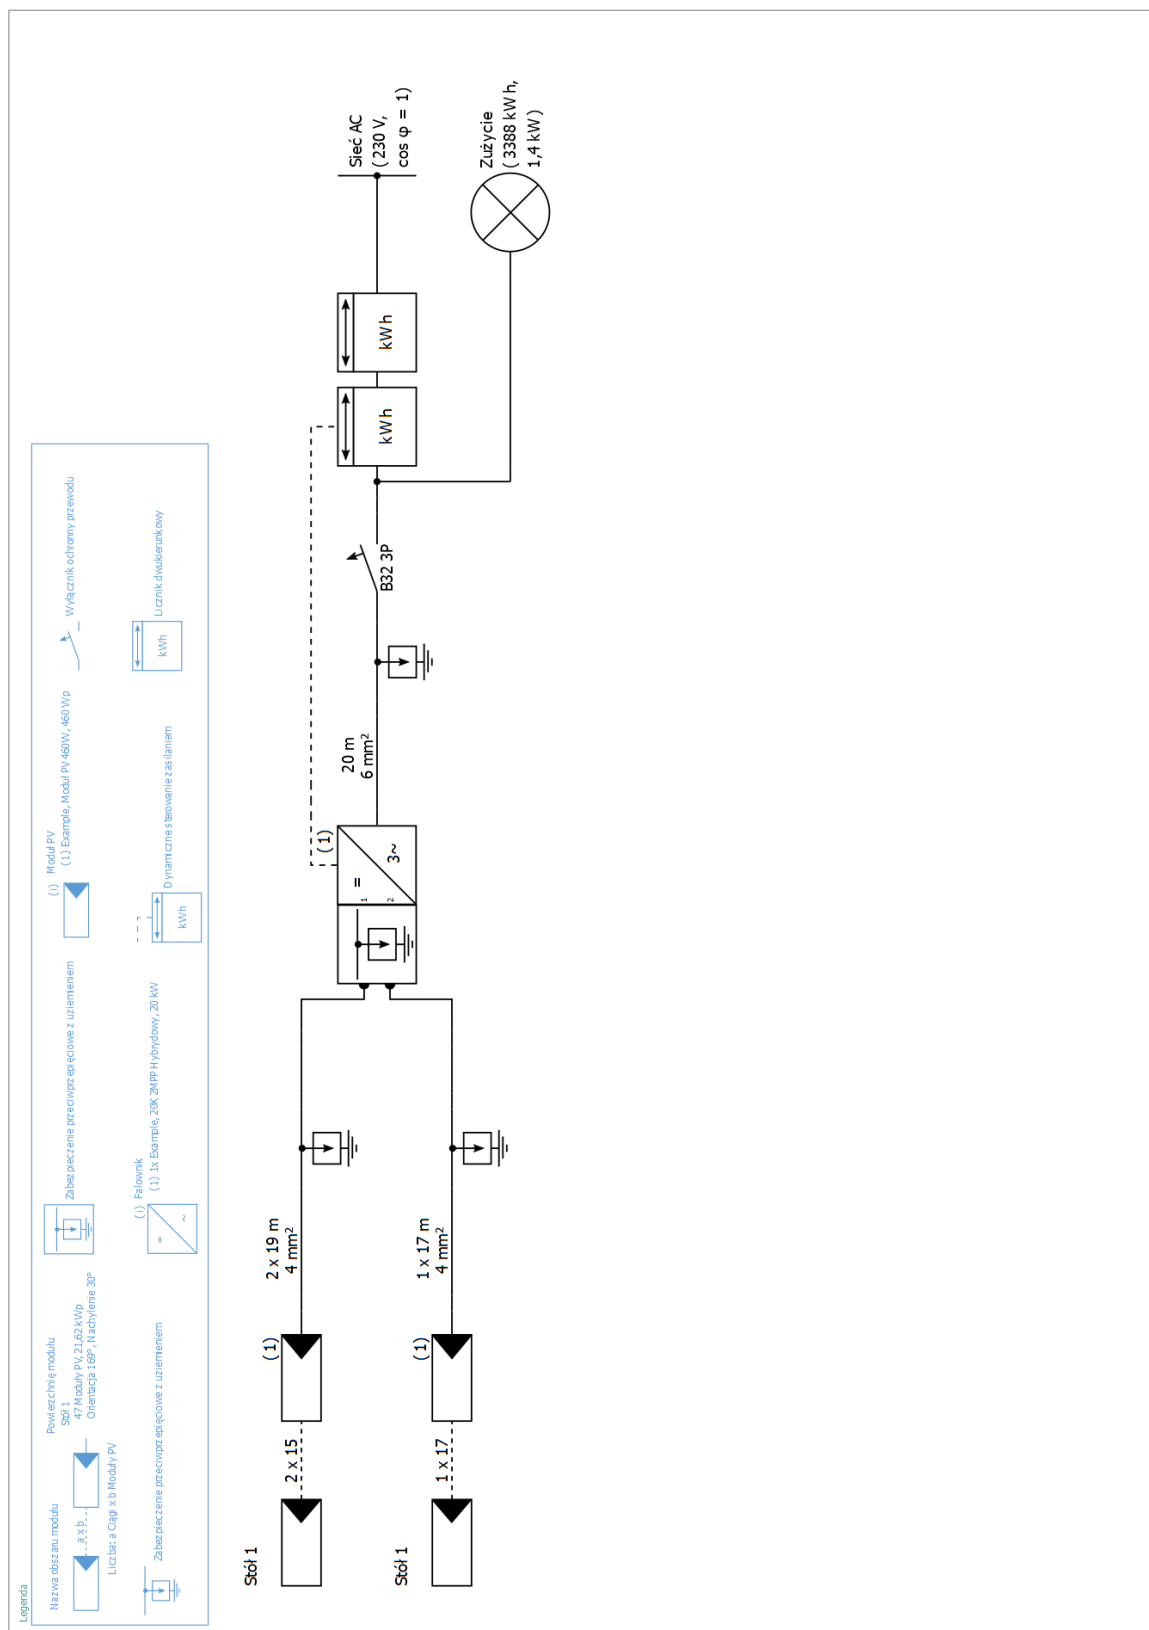 Legenda
Nazwa obszaru modułu
a x b
Liczba: a Ciągi x b Moduły PV
Powierzchnię modułu
Stół 1
47 Moduły PV, 21,62 kWp
Orientacja 169°, Nachylenie 30°
Zabezpieczenie przeciwprzepięciowe z uziemieniem
(i) Moduł PV
(1) Example, Moduł PV 460W, 460 Wp
Wyłącznik ochronny przewodu
Zabezpieczenie przeciwprzepięciowe z uziemieniem
(i) Falownik
=
~
(1) 1x Example, 20K 2MPP Hybrydowy, 20 kW
kWh
Dynamiczne sterowanie zasilaniem
kWh
Licznik dwukierunkowy
Stół 1
2 x 15
(1)
2 x 19 m
4 mm²
Stół 1
1 x 17
(1)
1 x 17 m
4 mm²
(1)
=
1
2
3~
20 m
6 mm²
B32 3P
kWh
kWh
Sieć AC
(230 V,
cos φ = 1)
Zużycie
(3388 kWh,
1,4 kW)